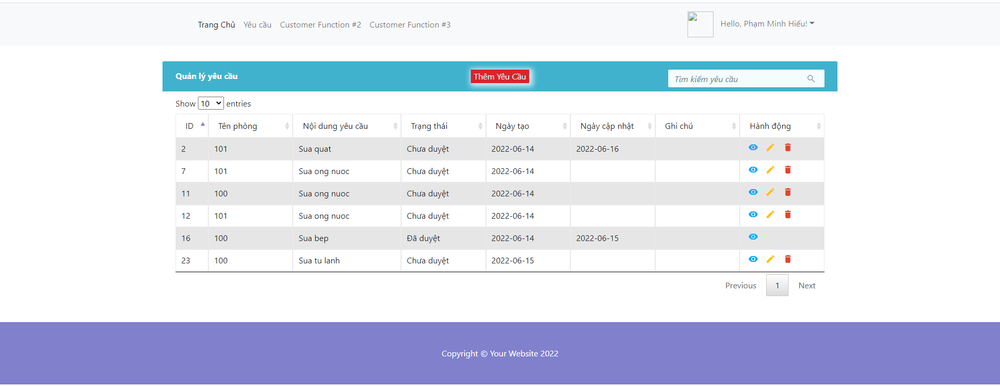 Trang Chủ Yêu cầu Customer Function #2 Customer Function #3 Hello, Phạm Minh Hiếu!
Quản lý yêu cầu Thêm Yêu Cầu Tìm kiếm yêu cầu
Show 10 entries
ID Tên phòng Nội dung yêu cầu Trạng thái Ngày tạo Ngày cập nhật Ghi chú Hành động
2 101 Sua quat Chưa duyệt 2022-06-14 2022-06-16
7 101 Sua ong nuoc Chưa duyệt 2022-06-14
11 100 Sua ong nuoc Chưa duyệt 2022-06-14
12 101 Sua ong nuoc Chưa duyệt 2022-06-14
16 100 Sua bep Đã duyệt 2022-06-14 2022-06-15
23 100 Sua tu lanh Chưa duyệt 2022-06-15
Previous 1 Next
Copyright © Your Website 2022